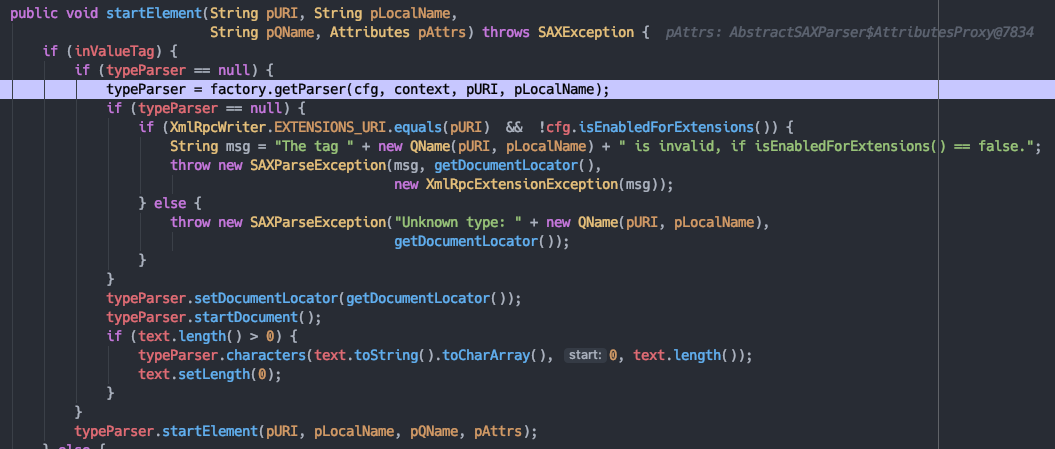 public void startElement(String pURI, String pLocalName,
                         String pQName, Attributes pAttrs) throws SAXException {  pAttrs: AbstractSAXParser$AttributesProxy@7834
    if (inValueTag) {
        if (typeParser == null) {
            typeParser = factory.getParser(cfg, context, pURI, pLocalName);
            if (typeParser == null) {
                if (XmlRpcWriter.EXTENSIONS_URI.equals(pURI)  &&  !cfg.isEnabledForExtensions()) {
                    String msg = "The tag " + new QName(pURI, pLocalName) + " is invalid, if isEnabledForExtensions() == false.";
                    throw new SAXParseException(msg, getDocumentLocator(),
                                                new XmlRpcExtensionException(msg));
                } else {
                    throw new SAXParseException("Unknown type: " + new QName(pURI, pLocalName),
                                                getDocumentLocator());
                }
            }
            typeParser.setDocumentLocator(getDocumentLocator());
            typeParser.startDocument();
            if (text.length() > 0) {
                typeParser.characters(text.toString().toCharArray(), start: 0, text.length());
                text.setLength(0);
            }
        }
        typeParser.startElement(pURI, pLocalName, pQName, pAttrs);
    } else {